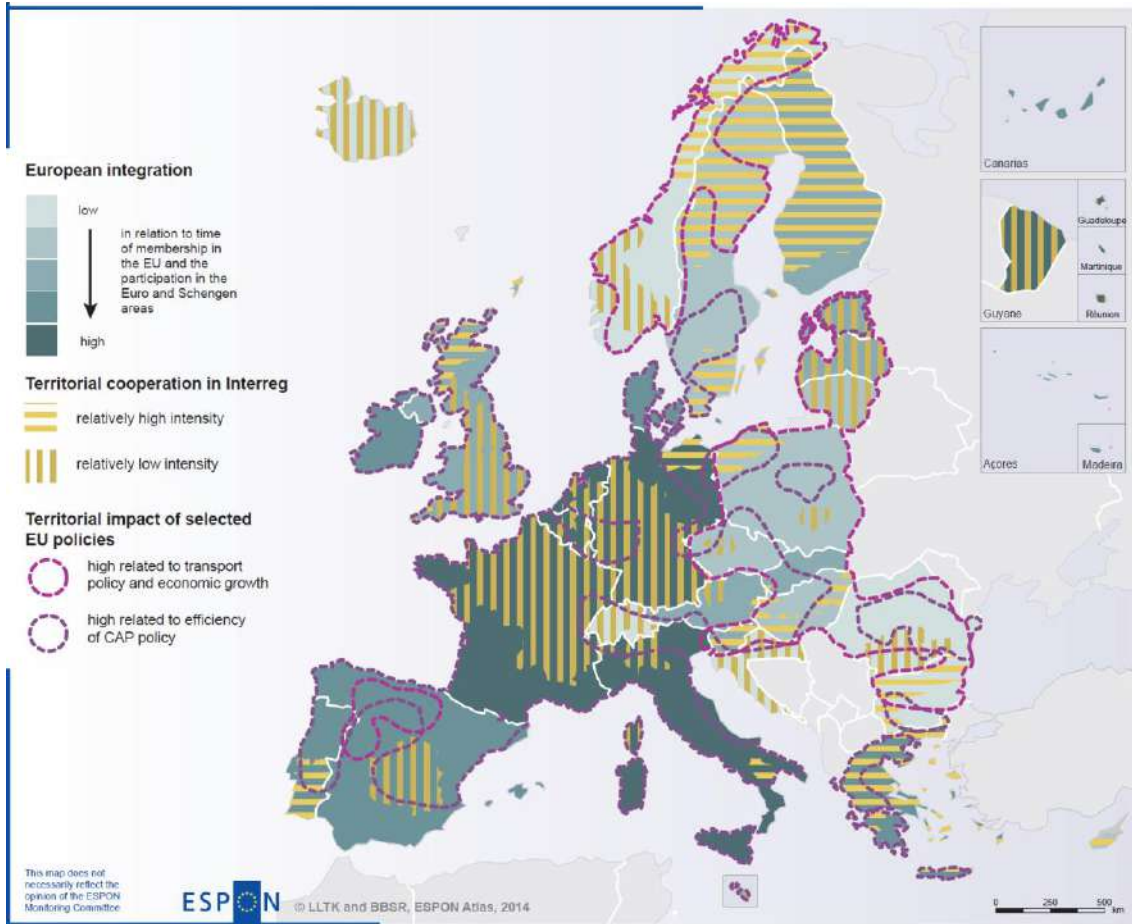 European integration
low
in relation to time
of membership in
the EU and the
participation in the
Euro and Schengen
areas
high
Territorial cooperation in Interreg
relatively high intensity
relatively low intensity
Territorial impact of selected
EU policies
high related to transport
policy and economic growth
high related to efficiency
of CAP policy
Canarias
Guyane
Guadeloupe
Martinique
Réunion
Açores
Madeira
This map does not
necessarily reflect the
opinion of the ESPON
Monitoring Committee
ESPON
© LLTK and BBSR, ESPON Atlas, 2014
0 250 500
km